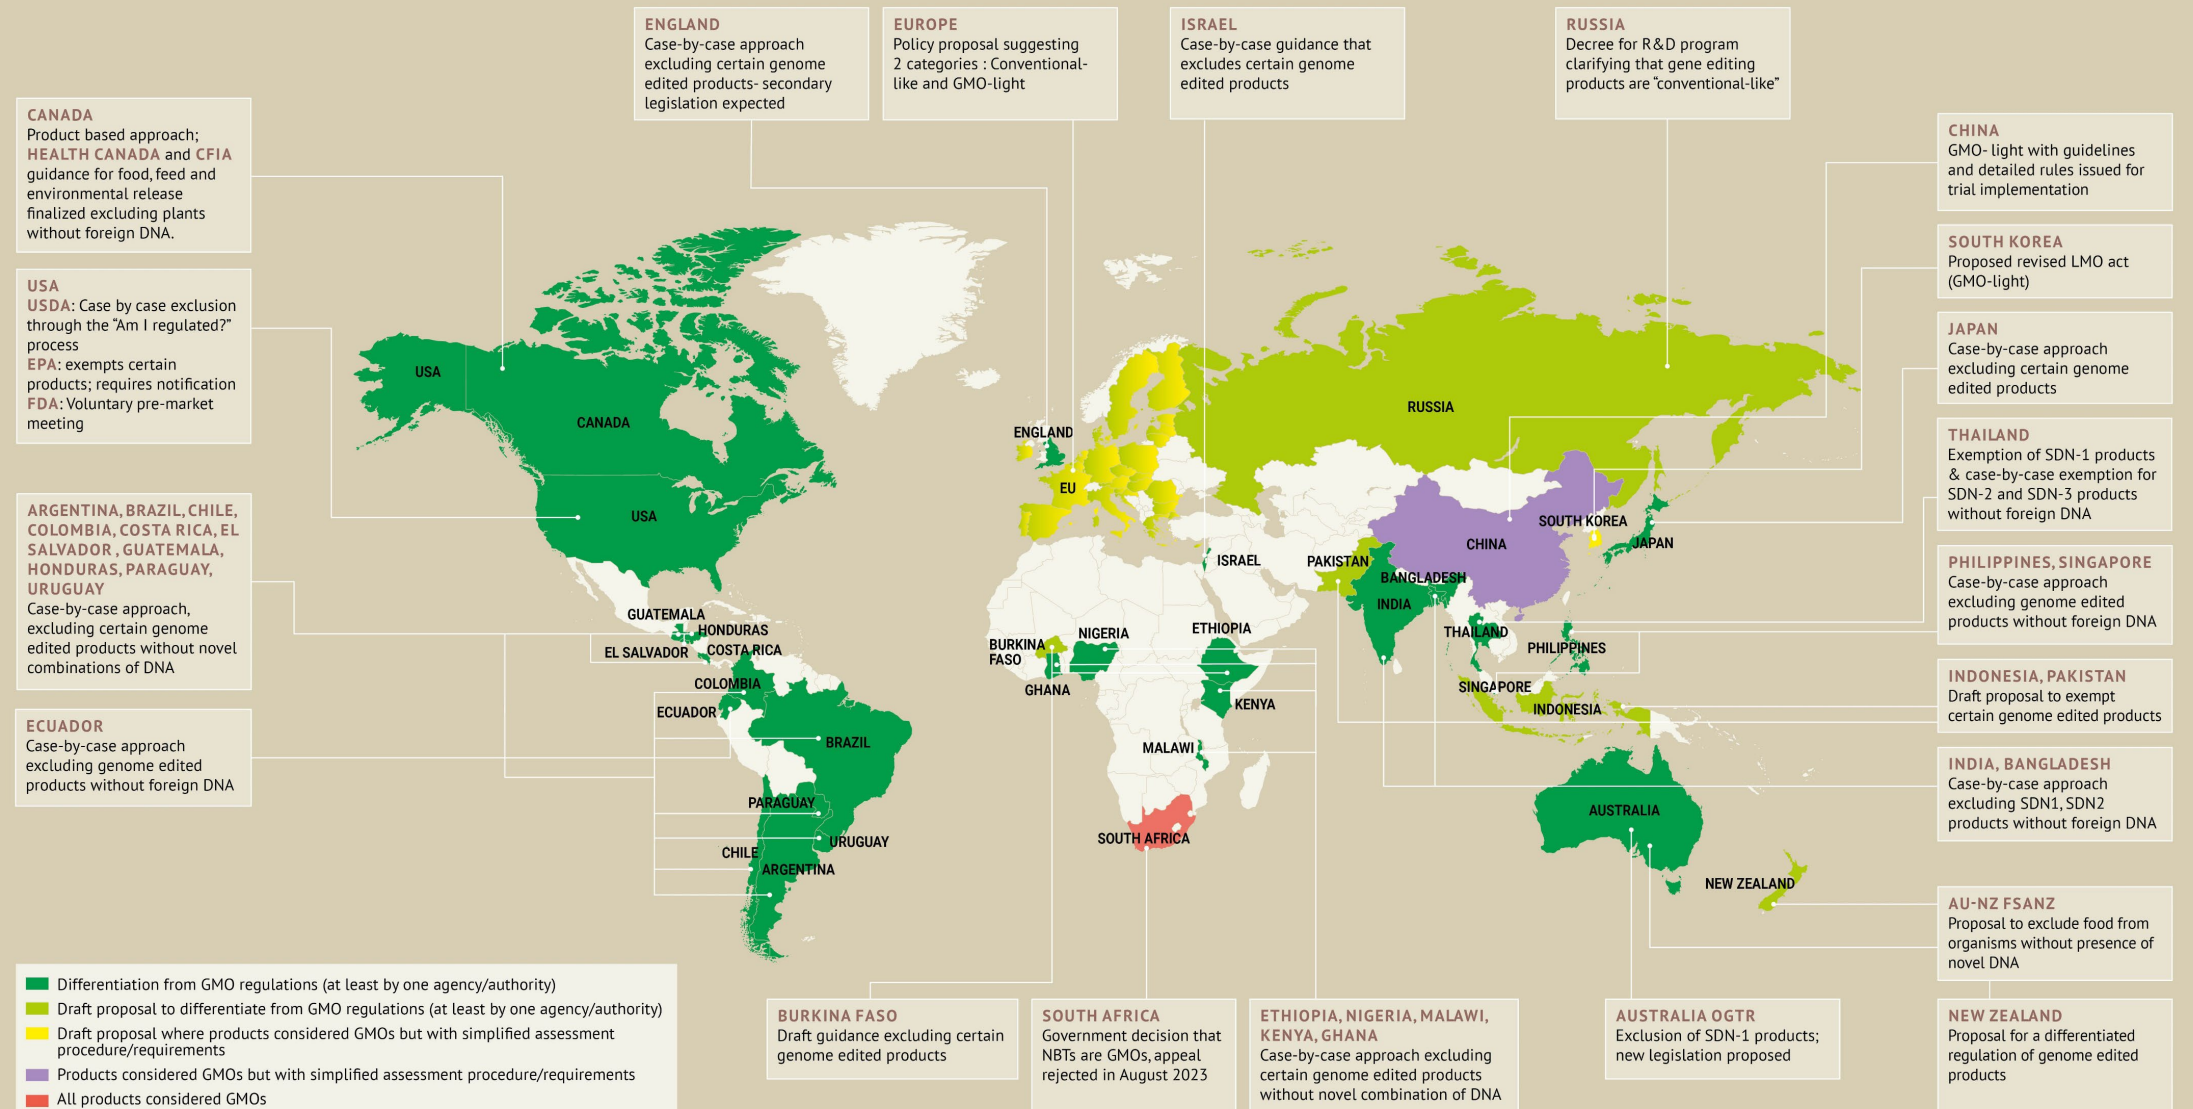 ENGLAND
Case-by-case approach
excluding certain genome
edited products- secondary
legislation expected
EUROPE
Policy proposal suggesting
2 categories : Conventional-
like and GMO-light
ISRAEL
Case-by-case guidance that
excludes certain genome
edited products
RUSSIA
Decree for R&D program
clarifying that gene editing
products are “conventional-like”
CANADA
Product based approach;
HEALTH CANADA and CFIA
guidance for food, feed and
environmental release
finalized excluding plants
without foreign DNA.
USA
USDA: Case by case exclusion
through the “Am I regulated?”
process
EPA: exempts certain
products; requires notification
FDA: Voluntary pre-market
meeting
ARGENTINA, BRAZIL, CHILE,
COLOMBIA, COSTA RICA, EL
SALVADOR , GUATEMALA,
HONDURAS, PARAGUAY,
URUGUAY
Case-by-case approach,
excluding certain genome
edited products without novel
combinations of DNA
ECUADOR
Case-by-case approach
excluding genome edited
products without foreign DNA
USA
CANADA
USA
GUATEMALA
HONDURAS
EL SALVADOR
COSTA RICA
COLOMBIA
ECUADOR
BRAZIL
PARAGUAY
URUGUAY
CHILE
ARGENTINA
ENGLAND
EU
RUSSIA
ISRAEL
PAKISTAN
BANGLADESH
INDIA
CHINA
SOUTH KOREA
JAPAN
THAILAND
PHILIPPINES
SINGAPORE
INDONESIA
BURKINA
FASO
NIGERIA
ETHIOPIA
GHANA
KENYA
MALAWI
SOUTH AFRICA
AUSTRALIA
NEW ZEALAND
CHINA
GMO- light with guidelines
and detailed rules issued for
trial implementation
SOUTH KOREA
Proposed revised LMO act
(GMO-light)
JAPAN
Case-by-case approach
excluding certain genome
edited products
THAILAND
Exemption of SDN-1 products
& case-by-case exemption for
SDN-2 and SDN-3 products
without foreign DNA
PHILIPPINES, SINGAPORE
Case-by-case approach
excluding genome edited
products without foreign DNA
INDONESIA, PAKISTAN
Draft proposal to exempt
certain genome edited products
INDIA, BANGLADESH
Case-by-case approach
excluding SDN1, SDN2
products without foreign DNA
AU-NZ FSANZ
Proposal to exclude food from
organisms without presence of
novel DNA
NEW ZEALAND
Proposal for a differentiated
regulation of genome edited
products
Differentiation from GMO regulations (at least by one agency/authority)
Draft proposal to differentiate from GMO regulations (at least by one agency/authority)
Draft proposal where products considered GMOs but with simplified assessment
procedure/requirements
Products considered GMOs but with simplified assessment procedure/requirements
All products considered GMOs
BURKINA FASO
Draft guidance excluding certain
genome edited products
SOUTH AFRICA
Government decision that
NBTs are GMOs, appeal
rejected in August 2023
ETHIOPIA, NIGERIA, MALAWI,
KENYA, GHANA
Case-by-case approach excluding
certain genome edited products
without novel combination of DNA
AUSTRALIA OGTR
Exclusion of SDN-1 products;
new legislation proposed